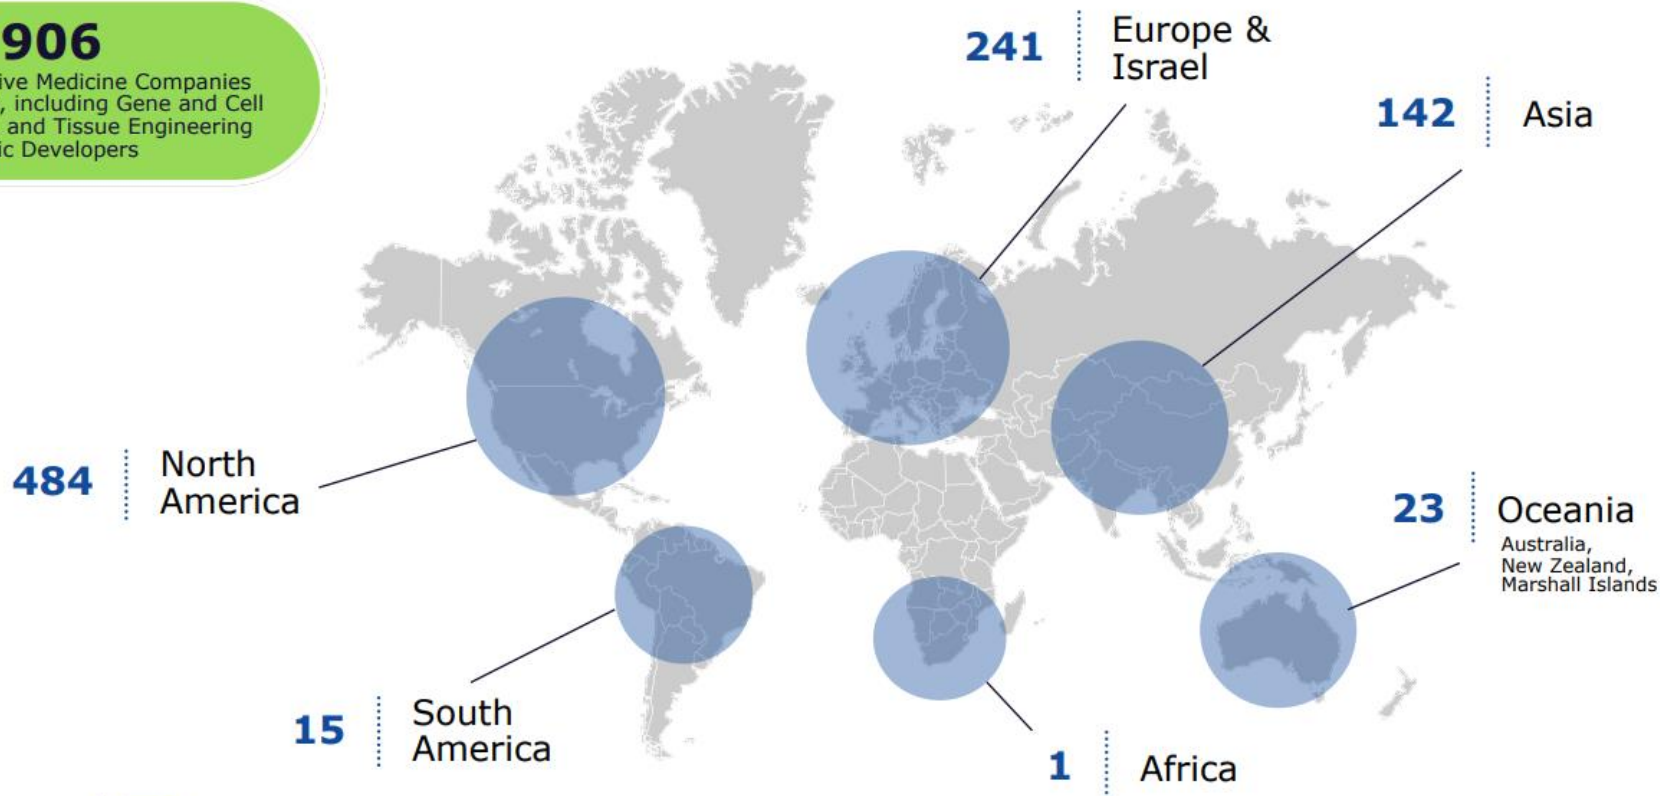 906
ive Medicine Companies
, including Gene and Cell
and Tissue Engineering
ic Developers
241
Europe &
Israel
142
Asia
484
North
America
23
Oceania
Australia,
New Zealand,
Marshall Islands
15
South
America
1
Africa